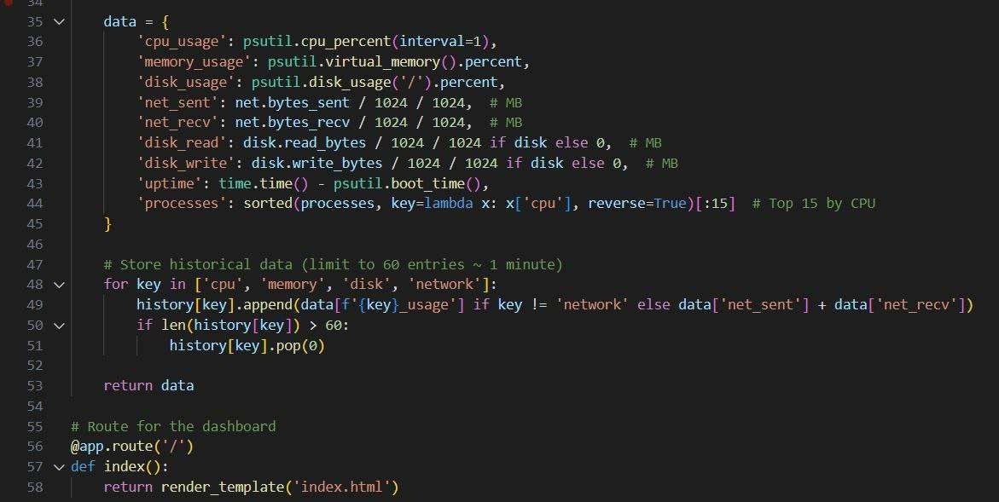 34
35 data = {
36 'cpu_usage': psutil.cpu_percent(interval=1),
37 'memory_usage': psutil.virtual_memory().percent,
38 'disk_usage': psutil.disk_usage('/').percent,
39 'net_sent': net.bytes_sent / 1024 / 1024,  # MB
40 'net_recv': net.bytes_recv / 1024 / 1024,  # MB
41 'disk_read': disk.read_bytes / 1024 / 1024 if disk else 0,  # MB
42 'disk_write': disk.write_bytes / 1024 / 1024 if disk else 0,  # MB
43 'uptime': time.time() - psutil.boot_time(),
44 'processes': sorted(processes, key=lambda x: x['cpu'], reverse=True)[:15]  # Top 15 by CPU
45 }
46
47 # Store historical data (limit to 60 entries ~ 1 minute)
48 for key in ['cpu', 'memory', 'disk', 'network']:
49 history[key].append(data[f'{key}_usage'] if key != 'network' else data['net_sent'] + data['net_recv'])
50 if len(history[key]) > 60:
51 history[key].pop(0)
52
53 return data
54
55 # Route for the dashboard
56 @app.route('/')
57 def index():
58 return render_template('index.html')